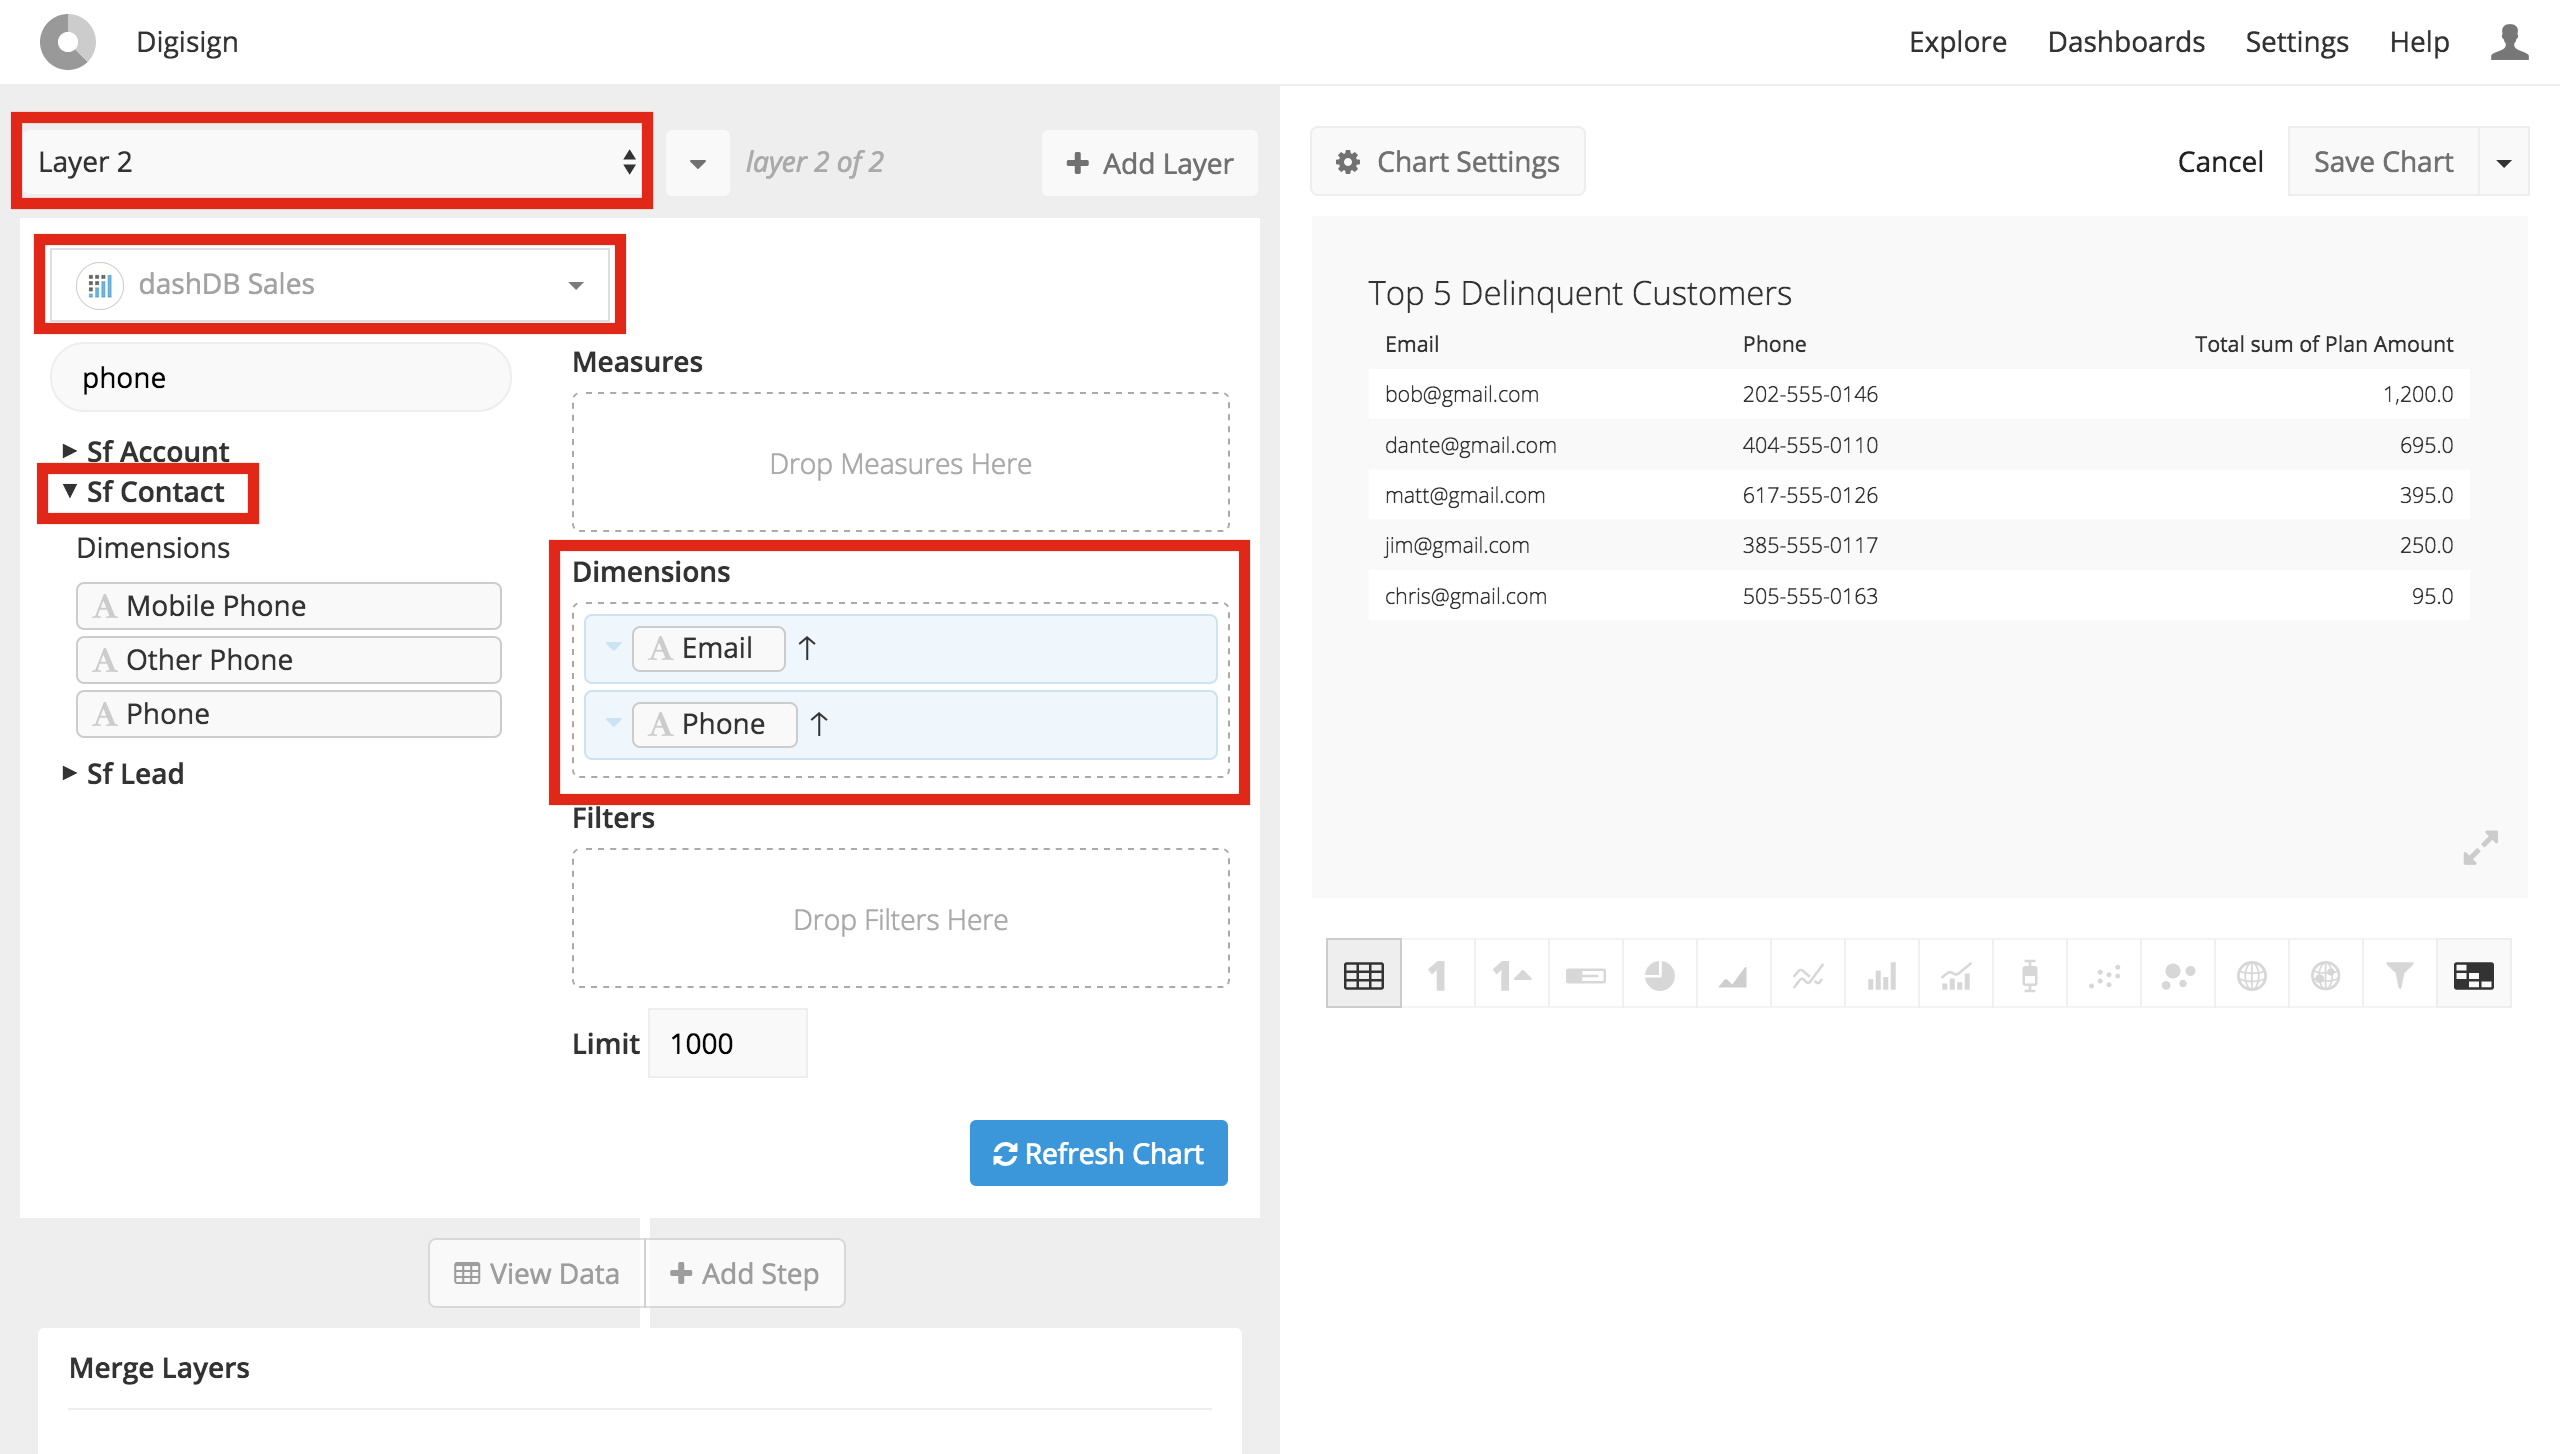 Digisign
Explore Dashboards Settings Help
Layer 2
layer 2 of 2
Add Layer
Chart Settings
Cancel
Save Chart
dashDB Sales
phone
Sf Account
Sf Contact
Dimensions
A Mobile Phone
A Other Phone
A Phone
Sf Lead
Measures
Drop Measures Here
Dimensions
A Email ↑
A Phone ↑
Filters
Drop Filters Here
Limit 1000
Refresh Chart
View Data
Add Step
Merge Layers
Top 5 Delinquent Customers
Email Phone Total sum of Plan Amount
bob@gmail.com 202-555-0146 1,200.0
dante@gmail.com 404-555-0110 695.0
matt@gmail.com 617-555-0126 395.0
jim@gmail.com 385-555-0117 250.0
chris@gmail.com 505-555-0163 95.0
1 1